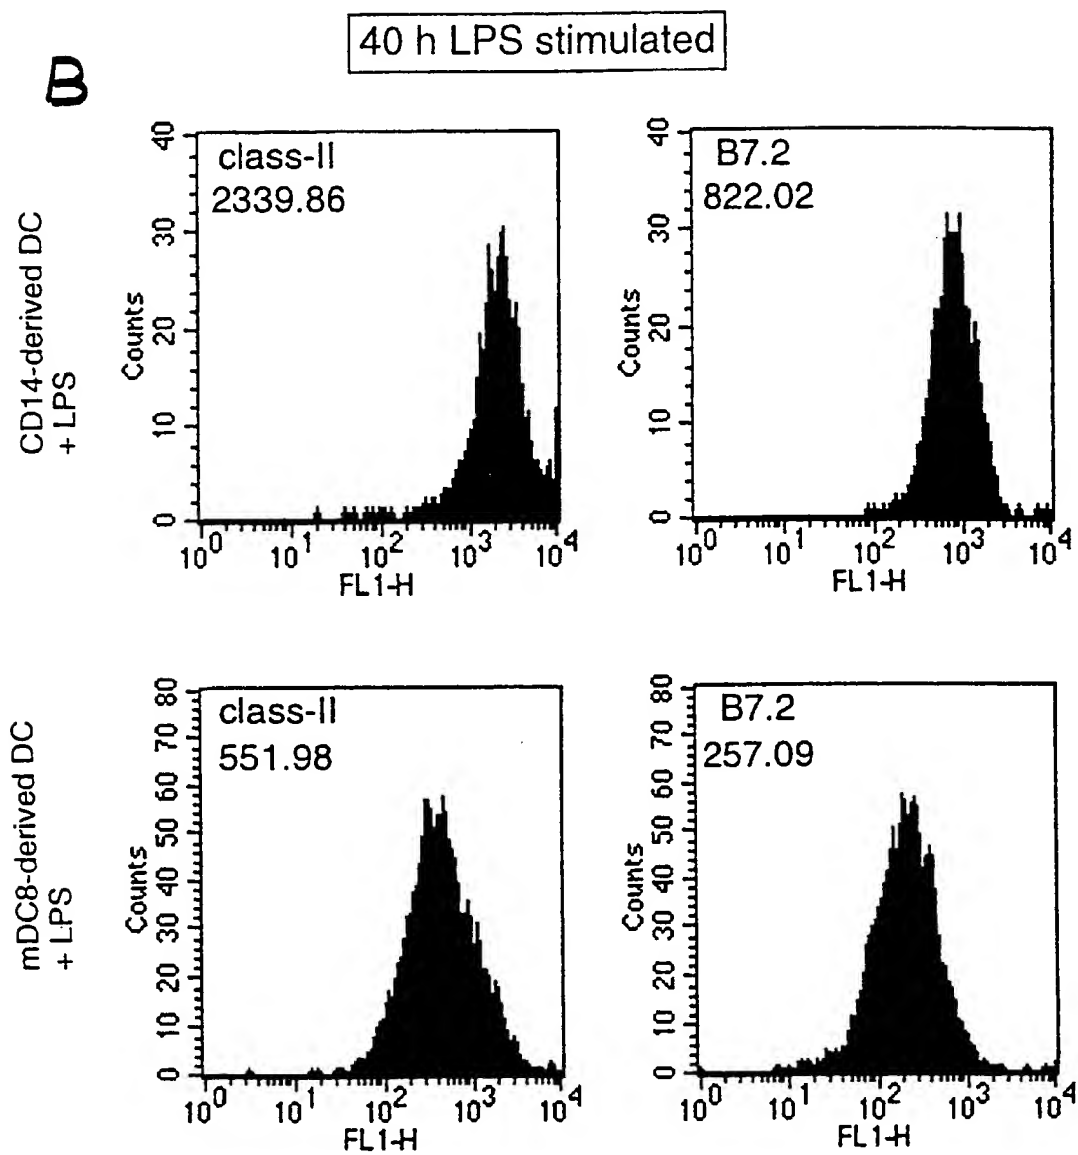 40 h LPS stimulated
B
CD14-derived DC
+ LPS
class-II
2339.86
Counts
40
30
20
10
0
10^0 10^1 10^2 10^3 10^4
FL1-H
B7.2
822.02
Counts
40
30
20
10
0
10^0 10^1 10^2 10^3 10^4
FL1-H
mDC8-derived DC
+ LPS
class-II
551.98
Counts
80
70
60
50
40
30
20
10
0
10^0 10^1 10^2 10^3 10^4
FL1-H
B7.2
257.09
Counts
80
70
60
50
40
30
20
10
0
10^0 10^1 10^2 10^3 10^4
FL1-H